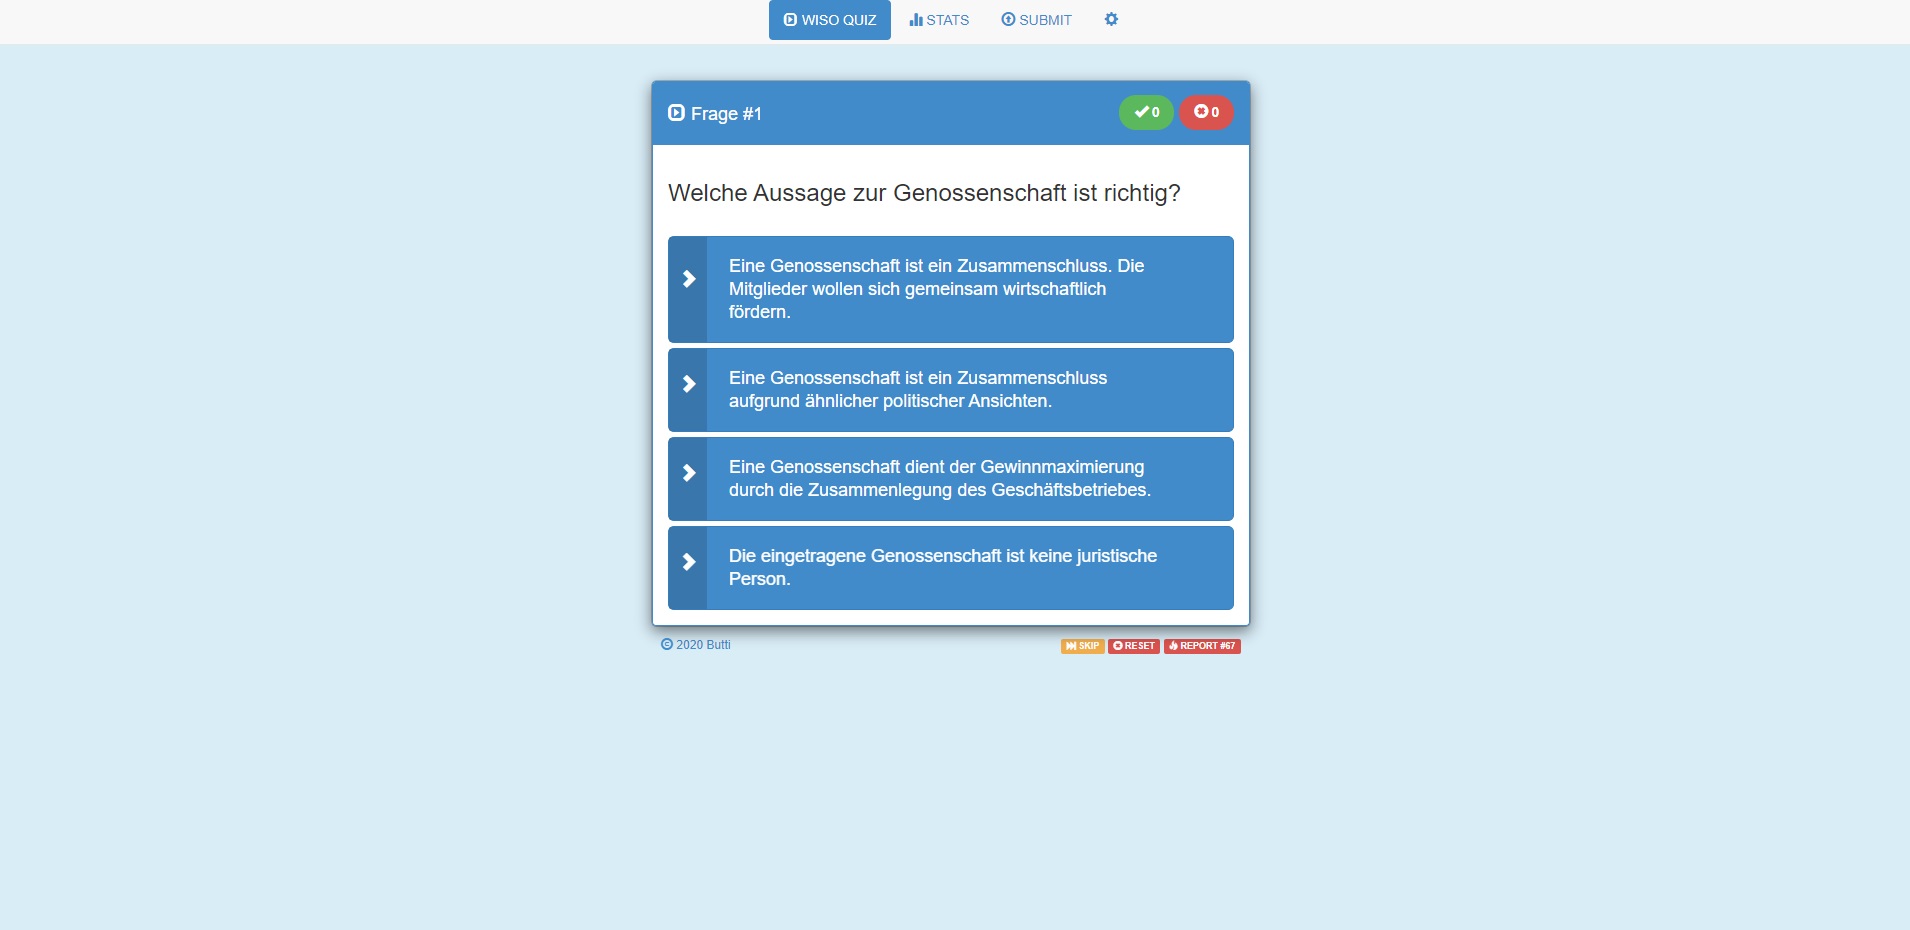 WISO QUIZ STATS SUBMIT
Frage #1 0 0
Welche Aussage zur Genossenschaft ist richtig?
Eine Genossenschaft ist ein Zusammenschluss. Die
Mitglieder wollen sich gemeinsam wirtschaftlich
fördern.
Eine Genossenschaft ist ein Zusammenschluss
aufgrund ähnlicher politischer Ansichten.
Eine Genossenschaft dient der Gewinnmaximierung
durch die Zusammenlegung des Geschäftsbetriebes.
Die eingetragene Genossenschaft ist keine juristische
Person.
© 2020 Butti SKIP RESET REPORT #67